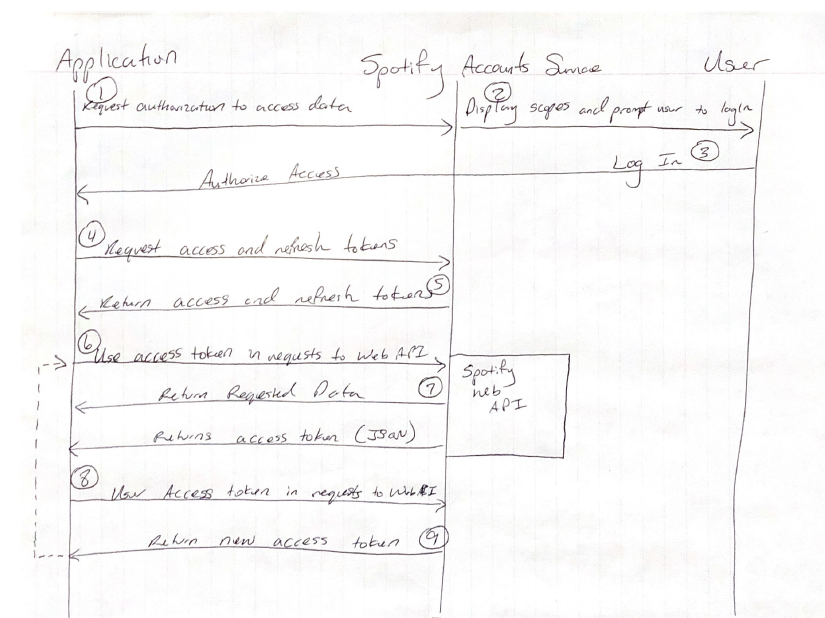 Application
Spotify Accounts Service
User
1
Request authorization to access data
2
Display scopes and prompt user to login
Log In 3
Authorize Access
4
Request access and refresh tokens
Return access and refresh tokens 5
6
Use access token in requests to Web API
Return Requested Data 7
Spotify
Web
API
Returns access token (JSON)
8
Use Access token in requests to Web API
Return new access token 9